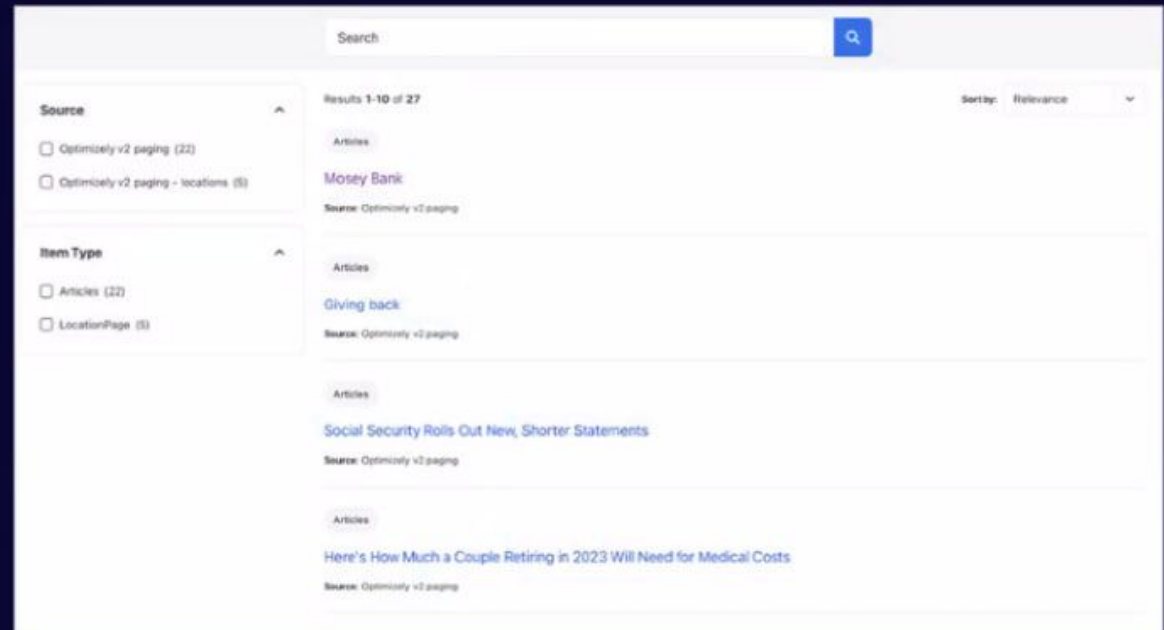 Search
Source
Optimizely v2 paging (22)
Optimizely v2 paging - locations (5)
Item Type
Articles (22)
LocationPage (5)
Results 1-10 of 27
Sort by: Relevance
Articles
Mosey Bank
Source: Optimizely v2 paging
Articles
Giving back
Source: Optimizely v2 paging
Articles
Social Security Rolls Out New, Shorter Statements
Source: Optimizely v2 paging
Articles
Here's How Much a Couple Retiring in 2023 Will Need for Medical Costs
Source: Optimizely v2 paging